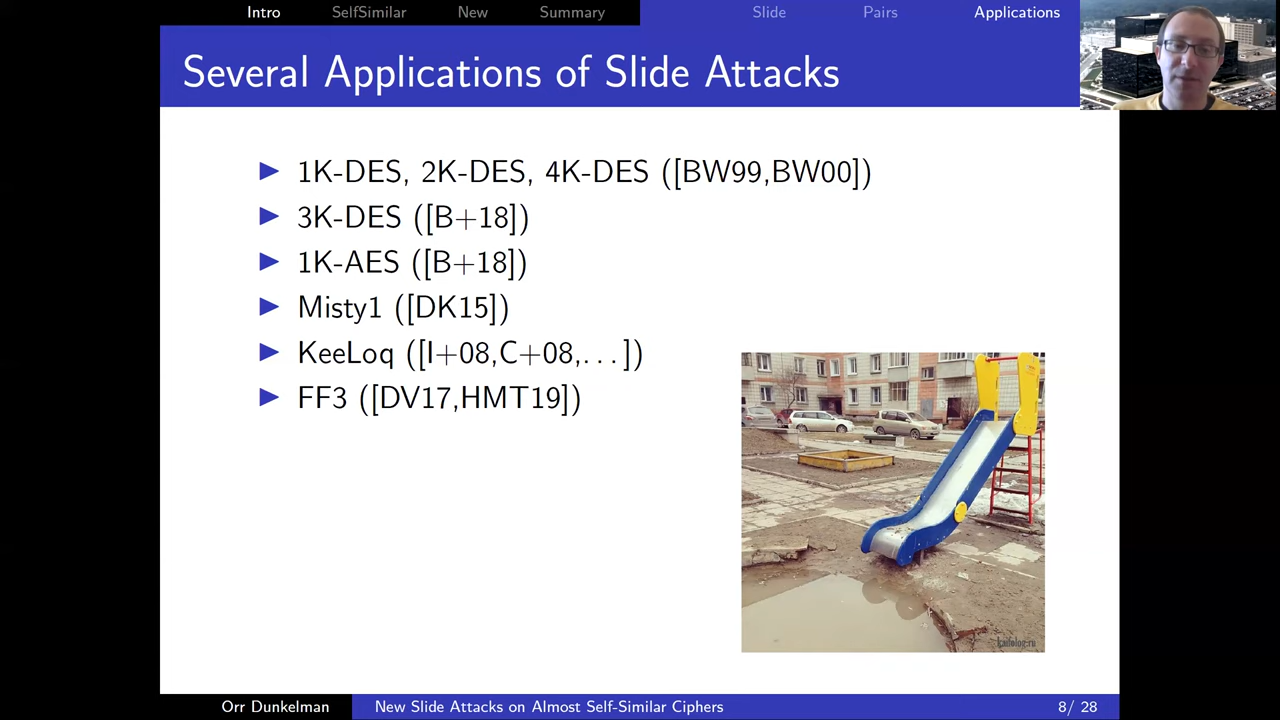 Intro SelfSimilar New Summary Slide Pairs Applications
Several Applications of Slide Attacks
1K-DES, 2K-DES, 4K-DES ([BW99,BW00])
3K-DES ([B+18])
1K-AES ([B+18])
Misty1 ([DK15])
KeeLoq ([I+08,C+08,...])
FF3 ([DV17,HMT19])
kaifolog.ru
Orr Dunkelman New Slide Attacks on Almost Self-Similar Ciphers 8/ 28